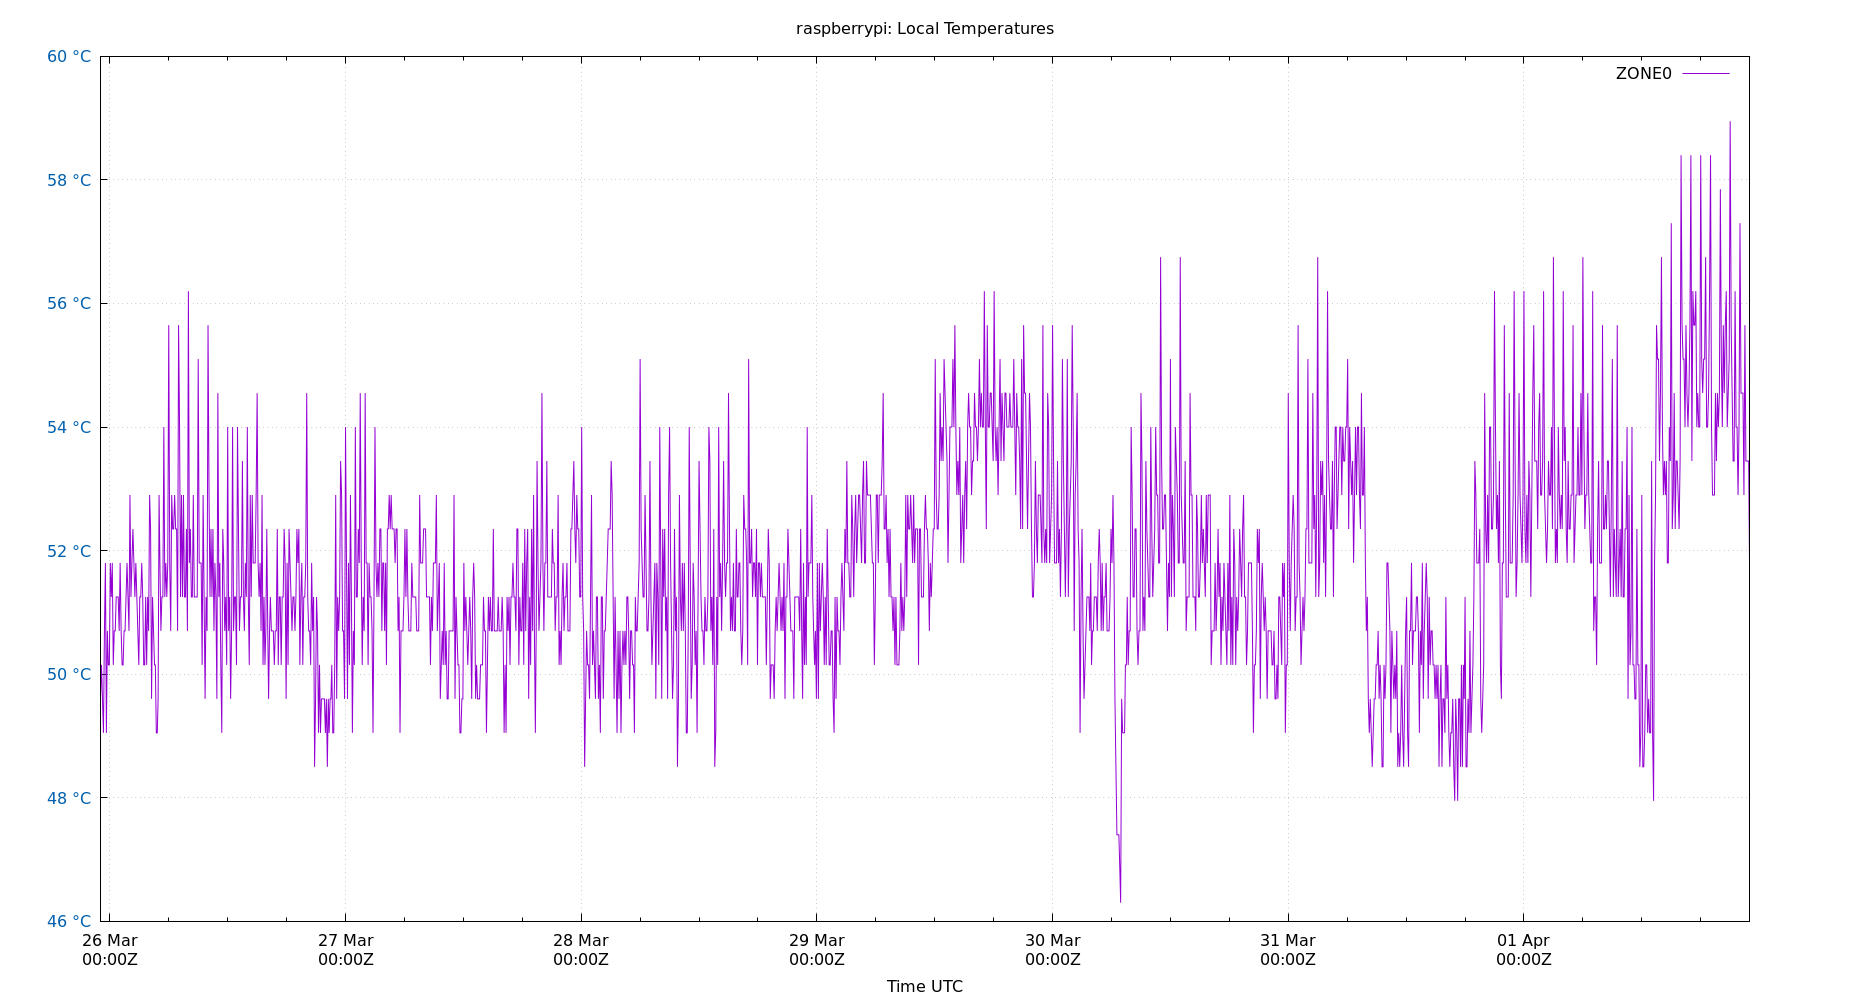 raspberrypi: Local Temperatures
60 °C
ZONE0
58 °C
56 °C
54 °C
52 °C
50 °C
48 °C
46 °C
26 Mar 27 Mar 28 Mar 29 Mar 30 Mar 31 Mar 01 Apr
00:00Z 00:00Z 00:00Z 00:00Z 00:00Z 00:00Z 00:00Z
Time UTC